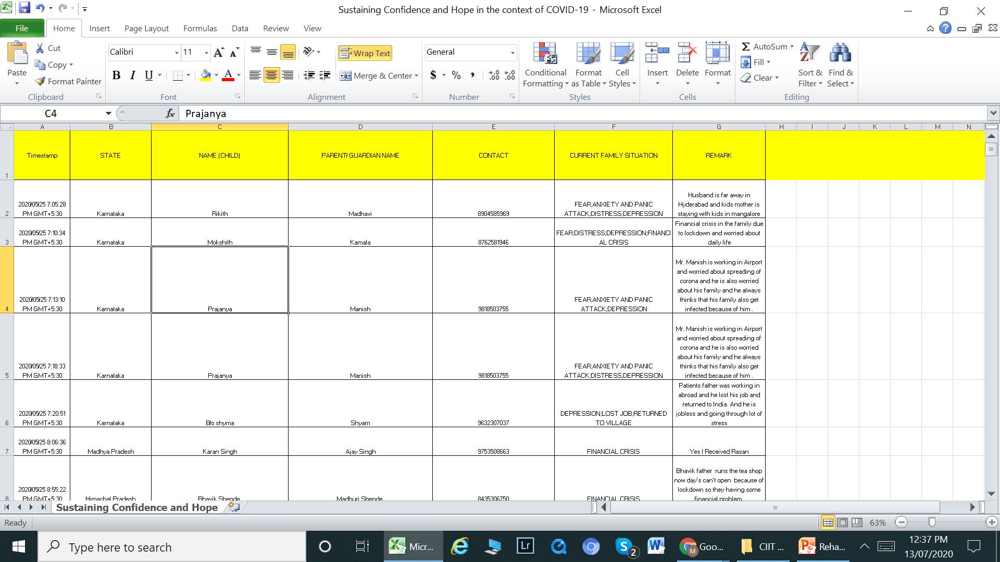 Sustaining Confidence and Hope in the context of COVID-19 - Microsoft Excel
File Home Insert Page Layout Formulas Data Review View
Paste
Cut
Copy
Format Painter
Clipboard
Calibri 11
B I U
Font
Wrap Text
Merge & Center
Alignment
General
$ % ,
Number
Conditional Formatting
Format as Table
Cell Styles
Styles
Insert Delete Format
Cells
AutoSum
Fill
Clear
Sort & Filter
Find & Select
Editing
C4 fx Prajanya
A B C D E F G H I J K L M N
1 Timestamp STATE NAME (CHILD) PARENT/ GUARDIAN NAME CONTACT CURRENT FAMILY SITUATION REMARK
2 2020/05/25 7:05:28 PM GMT+5:30 Karnataka Rikith Madhavi 8904585969 FEAR;ANXIETY AND PANIC ATTACK;DISTRESS;DEPRESSION Husband is far away in Hyderabad and kids mother is staying with kids in mangalore
3 2020/05/25 7:10:34 PM GMT+5:30 Karnataka Mokshith Kamala 8762581946 FEAR;DISTRESS;DEPRESSION;FINANCIAL CRISIS Financial crisis in the family due to lockdown and worried about daily life
4 2020/05/25 7:13:10 PM GMT+5:30 Karnataka Prajanya Manish 9818503755 FEAR;ANXIETY AND PANIC ATTACK;DEPRESSION Mr. Manish is working in Airport and worried about spreading of corona and he is also worried about his family and he always thinks that his family also get infected because of him .
5 2020/05/25 7:18:33 PM GMT+5:30 Karnataka Prajanya Manish 9818503755 FEAR;ANXIETY AND PANIC ATTACK;DISTRESS;DEPRESSION Mr. Manish is working in Airport and worried about spreading of corona and he is also worried about his family and he always thinks that his family also get infected because of him .
6 2020/05/25 7:20:51 PM GMT+5:30 Karnataka B/o shyma Shyam 9632307037 DEPRESSION;LOST JOB;RETURNED TO VILLAGE Patients father was working in abroad and he lost his job and returned to India. And he is jobless and going through lot of stress
7 2020/05/25 8:06:36 PM GMT+5:30 Madhya Pradesh Karan Singh Ajay Singh 9753508663 FINANCIAL CRISIS Yes I Received Rasan
8 2020/05/25 8:55:22 PM GMT+5:30 Himachal Pradesh Bhavik Shende Madhuri Shende 8435306750 FINANCIAL CRISIS Bhavik father runs the tea shop now day's can't open because of lockdown so they having some financial problem
Sustaining Confidence and Hope
Ready 63%
Type here to search Micr... Lr 2 Goo... M CIIT ... Reha... 12:37 PM
13/07/2020